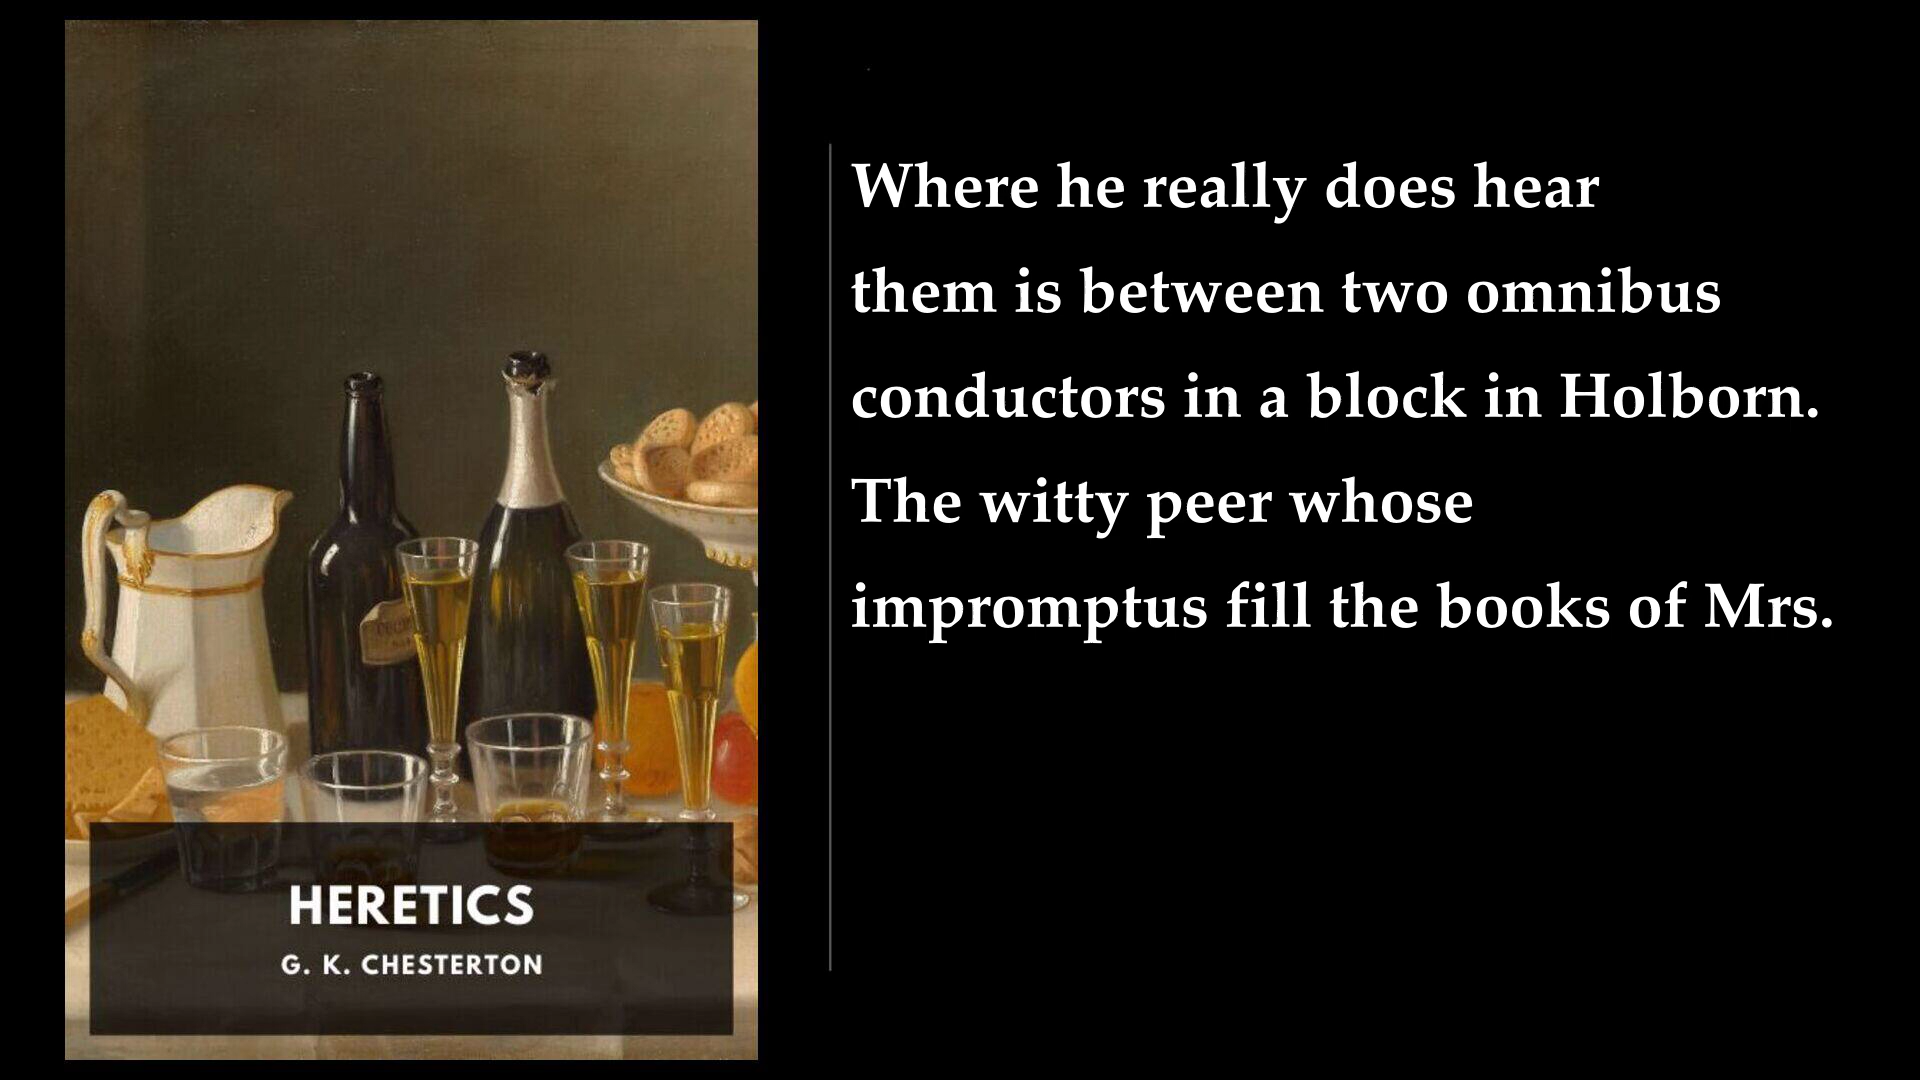 Where he really does hear
them is between two omnibus
conductors in a block in Holborn.
The witty peer whose
impromptus fill the books of Mrs.
HERETICS
G. K. CHESTERTON